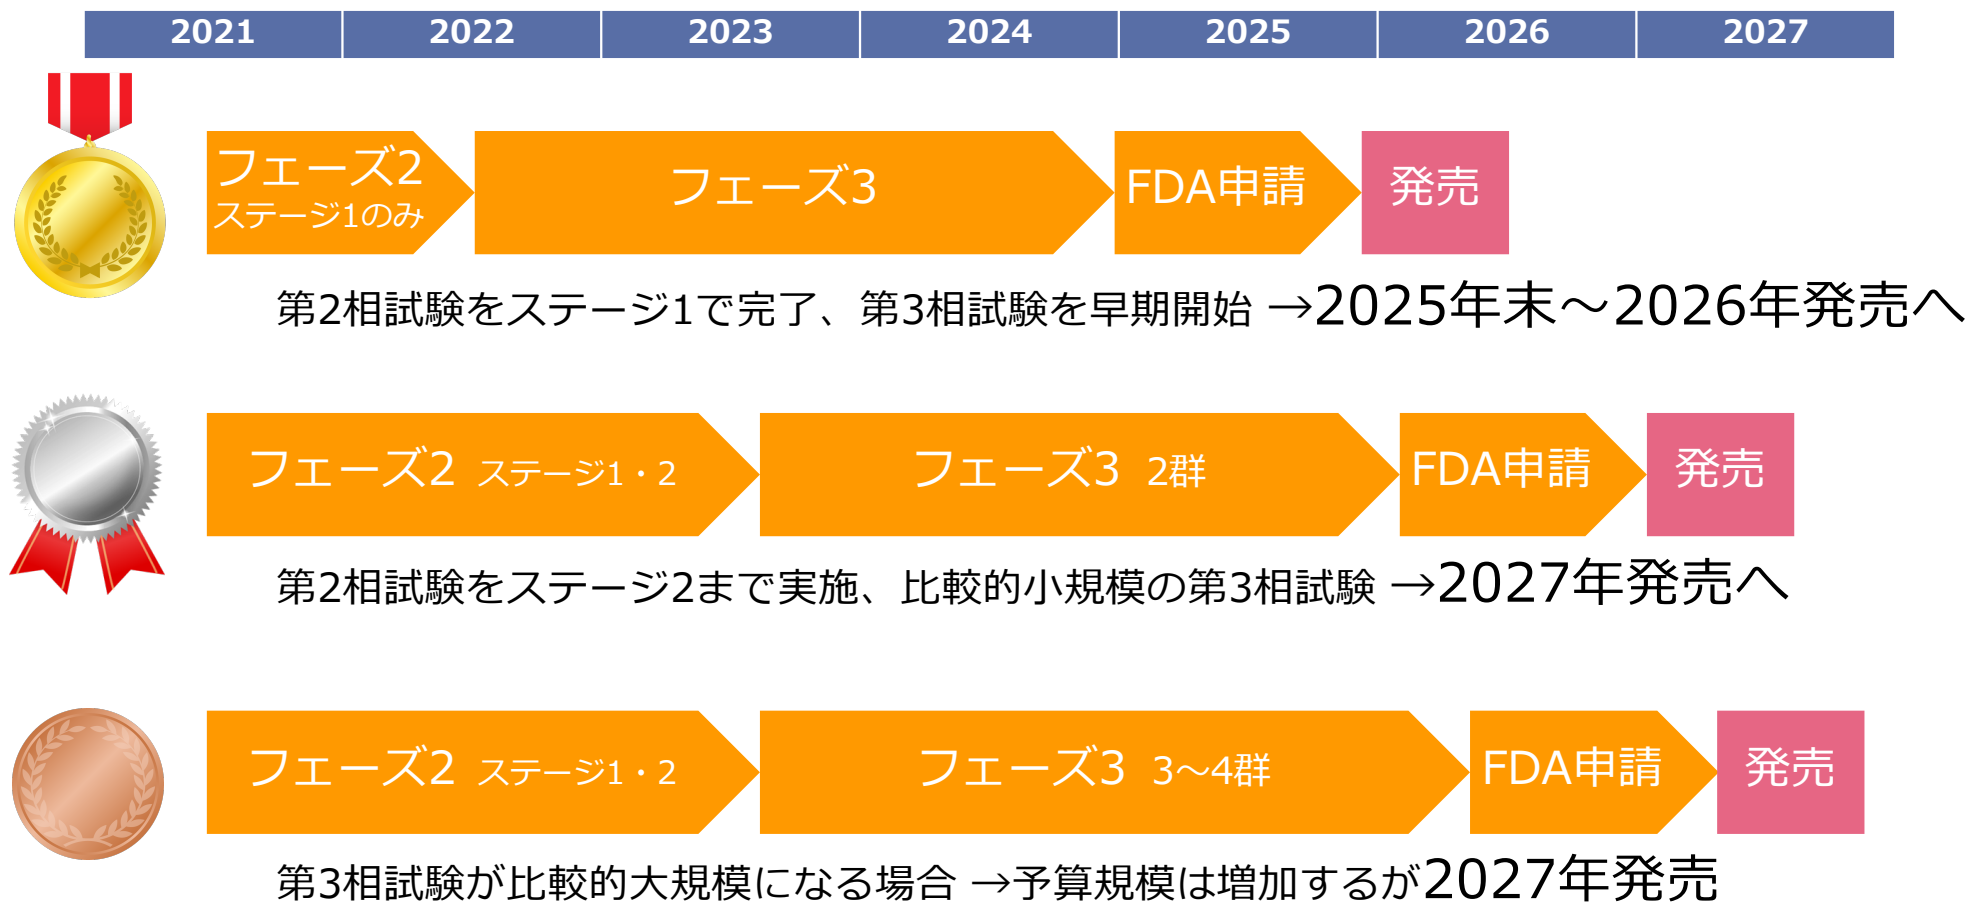 2021 2022 2023 2024 2025 2026 2027
フェーズ2
ステージ1のみ
フェーズ3
FDA申請
発売
第2相試験をステージ1で完了、第3相試験を早期開始 →2025年末～2026年発売へ
フェーズ2 ステージ1・2
フェーズ3 2群
FDA申請
発売
第2相試験をステージ2まで実施、比較的小規模の第3相試験 →2027年発売へ
フェーズ2 ステージ1・2
フェーズ3 3～4群
FDA申請
発売
第3相試験が比較的大規模になる場合 →予算規模は増加するが2027年発売